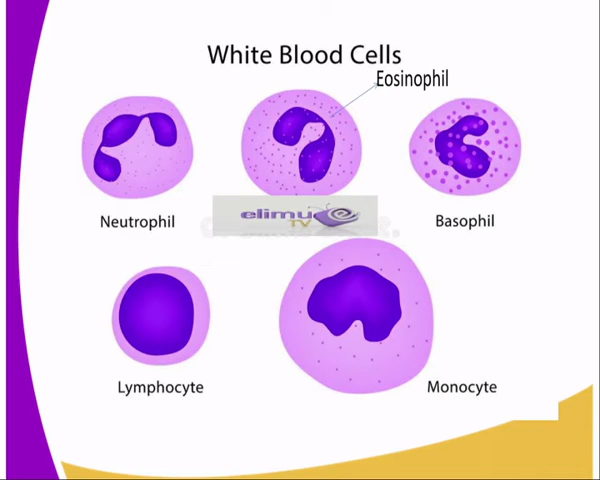 White Blood Cells
Eosinophil
elimu
TV
Neutrophil
Basophil
Lymphocyte
Monocyte